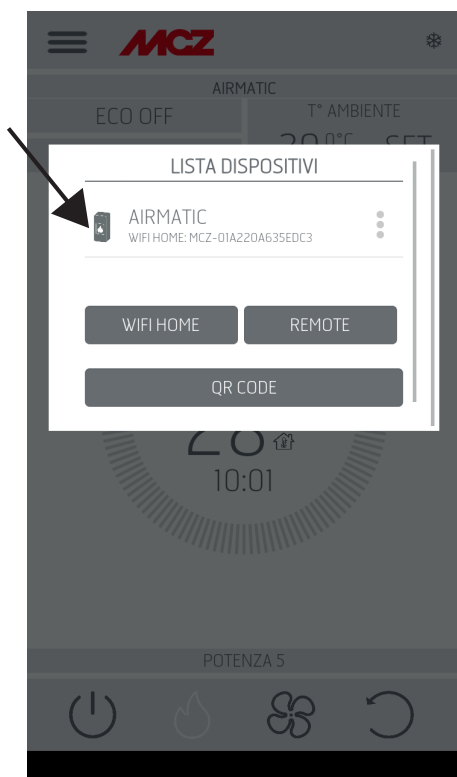 MCZ
AIRMATIC
ECO OFF
T° AMBIENTE
SET
LISTA DISPOSITIVI
AIRMATIC
WIFI HOME: MCZ-01A220A635EDC3
WIFI HOME
REMOTE
QR CODE
10:01
POTENZA 5